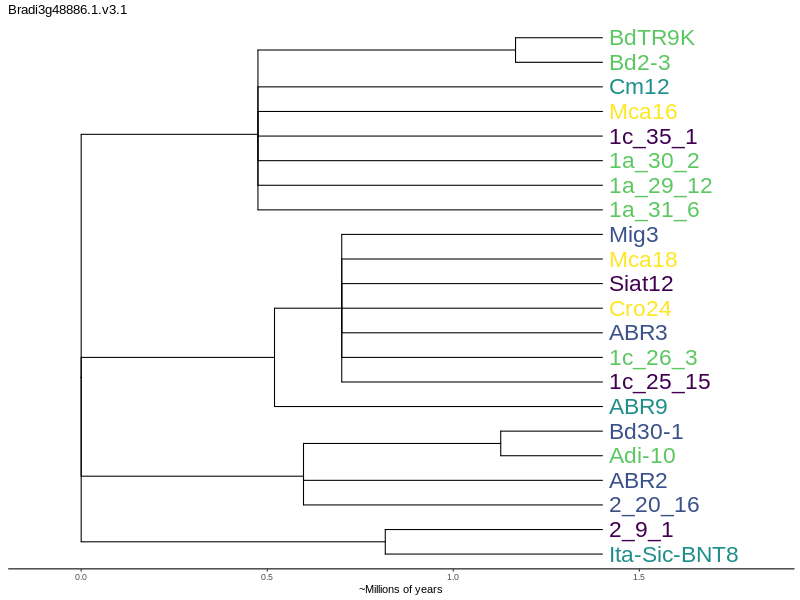 Bradi3g48886.1.v3.1
BdTR9K
Bd2-3
Cm12
Mca16
1c_35_1
1a_30_2
1a_29_12
1a_31_6
Mig3
Mca18
Siat12
Cro24
ABR3
1c_26_3
1c_25_15
ABR9
Bd30-1
Adi-10
ABR2
2_20_16
2_9_1
Ita-Sic-BNT8
0.0 0.5 1.0 1.5
~Millions of years